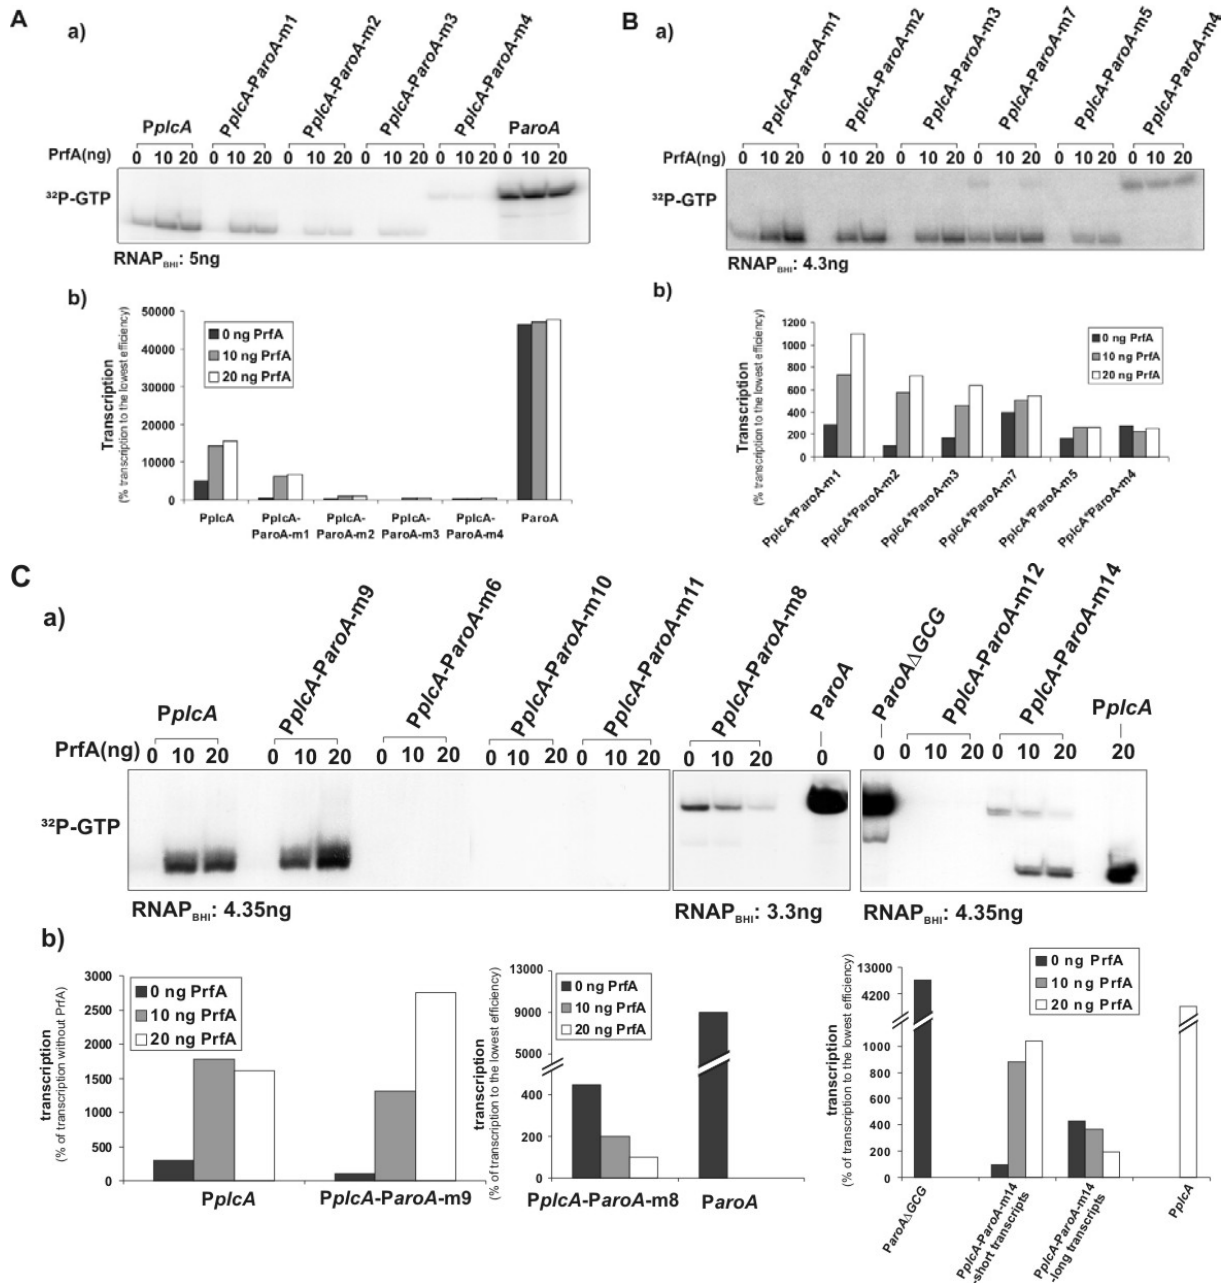 A
a)
PplcA
PplcA-ParoA-m1
PplcA-ParoA-m2
PplcA-ParoA-m3
PplcA-ParoA-m4
ParoA
PrfA(ng)
0 10 20 0 10 20 0 10 20 0 10 20 0 10 20 0 10 20
³²P-GTP
RNAPBHI: 5ng
b)
Transcription
(% transcription to the lowest efficiency)
50000
40000
30000
20000
10000
0
0 ng PrfA
10 ng PrfA
20 ng PrfA
PplcA
PplcA-
ParoA-m1
PplcA-
ParoA-m2
PplcA-
ParoA-m3
PplcA-
ParoA-m4
ParoA
B
a)
PplcA-ParoA-m1
PplcA-ParoA-m2
PplcA-ParoA-m3
PplcA-ParoA-m7
PplcA-ParoA-m5
PplcA-ParoA-m4
PrfA(ng)
0 10 20 0 10 20 0 10 20 0 10 20 0 10 20 0 10 20
³²P-GTP
RNAPBHI: 4.3ng
b)
Transcription
(% transcription to the lowest efficiency)
1200
1000
800
600
400
200
0
0 ng PrfA
10 ng PrfA
20 ng PrfA
PplcA*ParoA-m1
PplcA*ParoA-m2
PplcA*ParoA-m3
PplcA*ParoA-m7
PplcA*ParoA-m5
PplcA*ParoA-m4
C
a)
PplcA
PplcA-ParoA-m9
PplcA-ParoA-m6
PplcA-ParoA-m10
PplcA-ParoA-m11
PplcA-ParoA-m8
ParoA
ParoAΔGCG
PplcA-ParoA-m12
PplcA-ParoA-m14
PplcA
PrfA(ng)
0 10 20 0 10 20 0 10 20 0 10 20 0 10 20 0 10 20 0 0 0 10 20 0 10 20 20
³²P-GTP
RNAPBHI: 4.35ng
RNAPBHI: 3.3ng
RNAPBHI: 4.35ng
b)
transcription
(% of transcription without PrfA)
3000
2500
2000
1500
1000
500
0
0 ng PrfA
10 ng PrfA
20 ng PrfA
PplcA
PplcA-ParoA-m9
transcription
(% of transcription to the lowest efficiency)
13000
9000
5000
400
200
0
0 ng PrfA
10 ng PrfA
20 ng PrfA
PplcA-ParoA-m8
ParoA
transcription
(% of transcription to the lowest efficiency)
13000
4200
1000
800
600
400
200
0
0 ng PrfA
10 ng PrfA
20 ng PrfA
ParoAΔGCG
PplcA-ParoA-m14
-short transcripts
PplcA-ParoA-m14
-long transcripts
PplcA